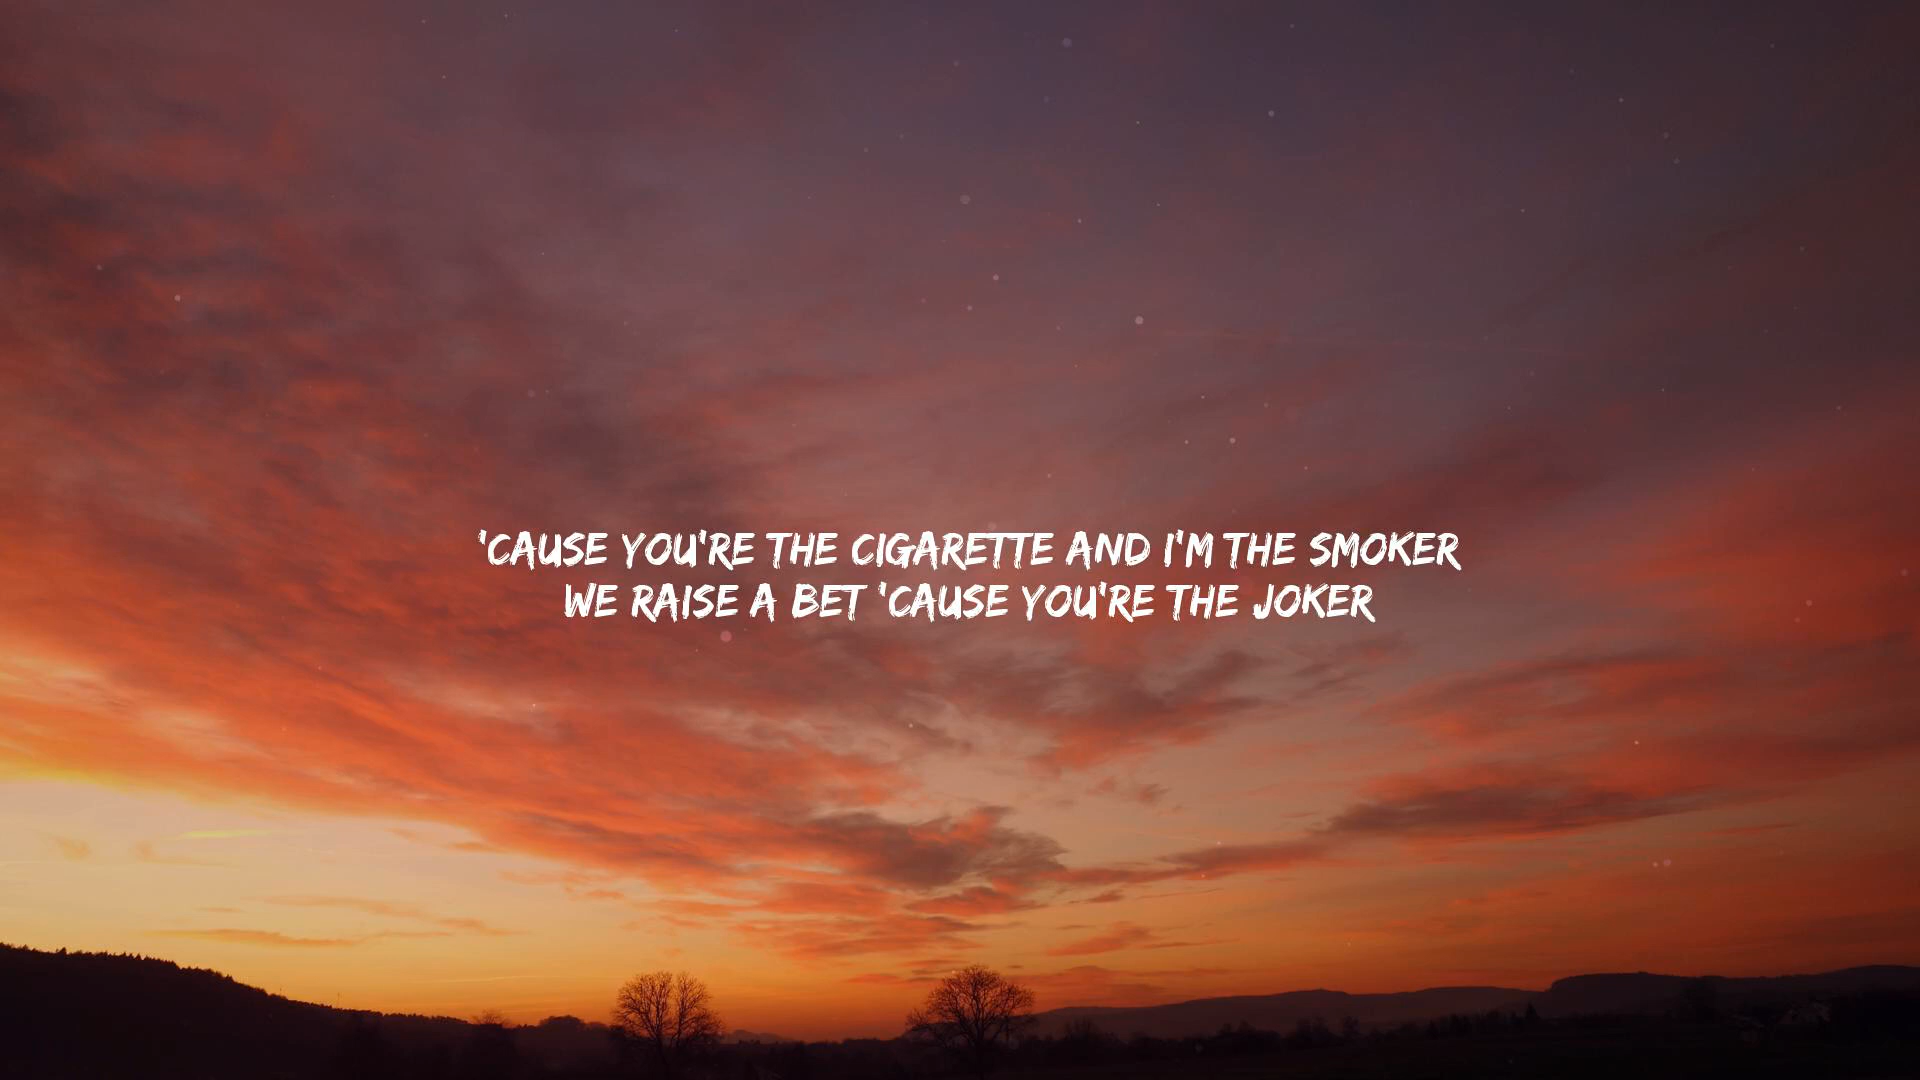 'CAUSE YOU'RE THE CIGARETTE AND I'M THE SMOKER
WE RAISE A BET 'CAUSE YOU'RE THE JOKER